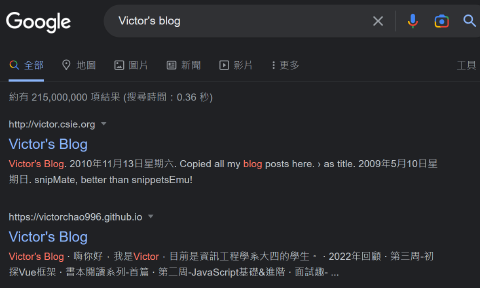 Google
Victor's blog
全部 地圖 圖片 新聞 影片 更多 工具
約有 215,000,000 項結果 (搜尋時間：0.36 秒)
http://victor.csie.org
Victor's Blog
Victor's Blog. 2010年11月13日星期六. Copied all my blog posts here. › as title. 2009年5月10日星
期日. snipMate, better than snippetsEmu!
https://victorchao996.github.io
Victor's Blog
Victor's Blog · 嗨你好，我是Victor，目前是資訊工程學系大四的學生。 · 2022年回顧 · 第三周-初
探Vue框架 · 書本閱讀系列-首篇 · 第二周-JavaScript基礎&進階 · 面試趣- ...